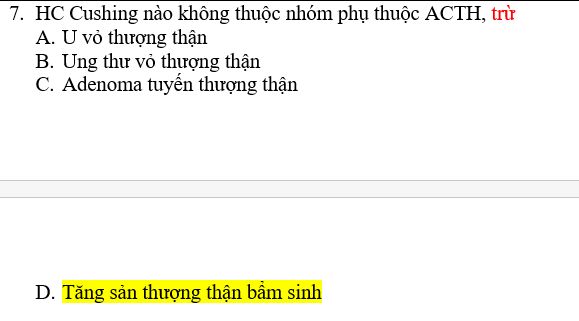 7. HC Cushing nào không thuộc nhóm phụ thuộc ACTH, trừ
A. U vỏ thượng thận
B. Ung thư vỏ thượng thận
C. Adenoma tuyến thượng thận
D. Tăng sản thượng thận bẩm sinh